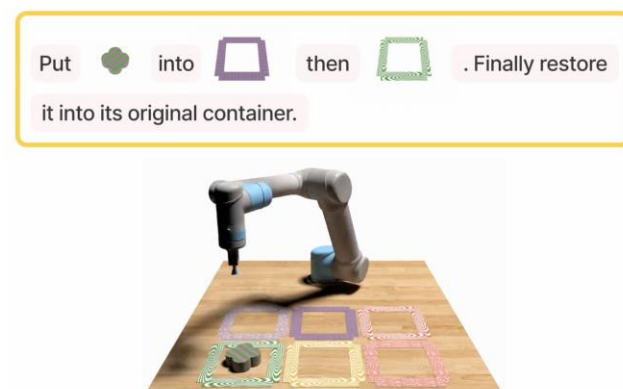 Put into then . Finally restore
it into its original container.